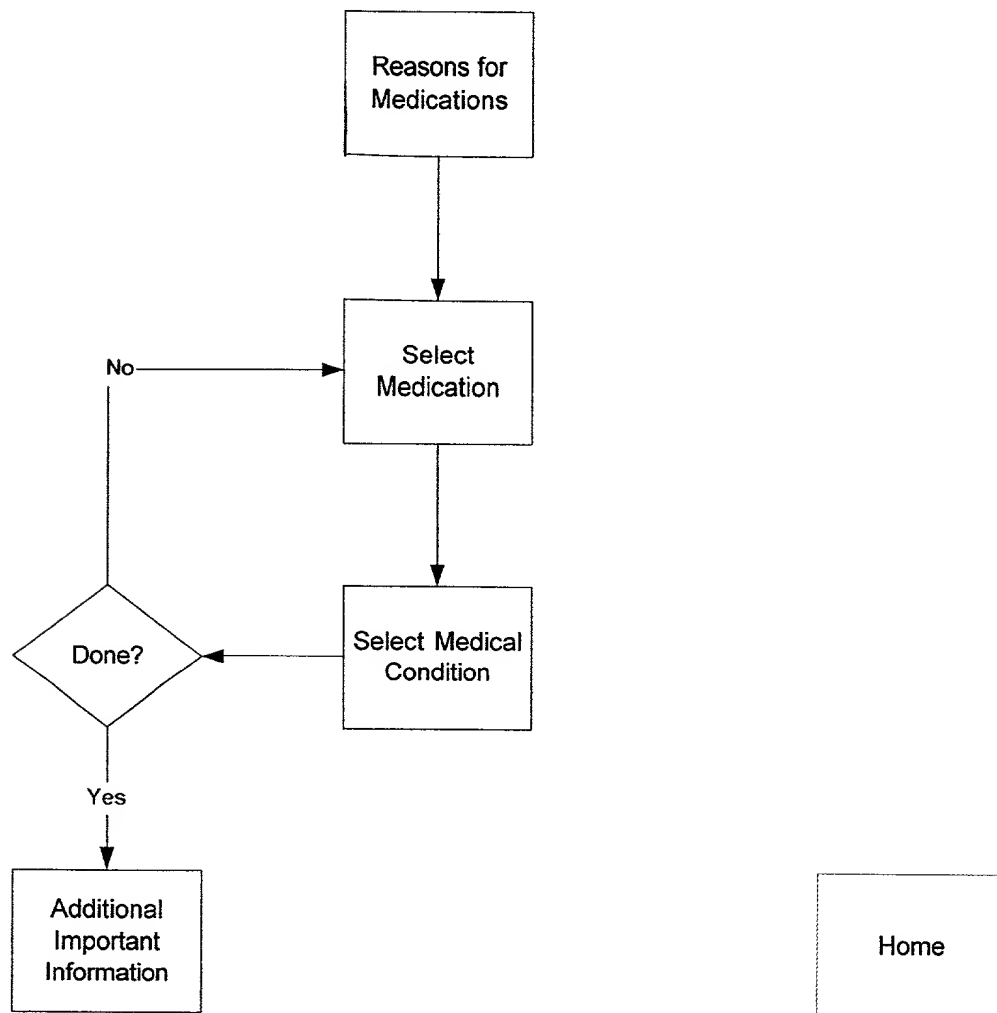 Reasons for
Medications
Select
Medication
No
Select Medical
Condition
Done?
Yes
Additional
Important
Information
Home